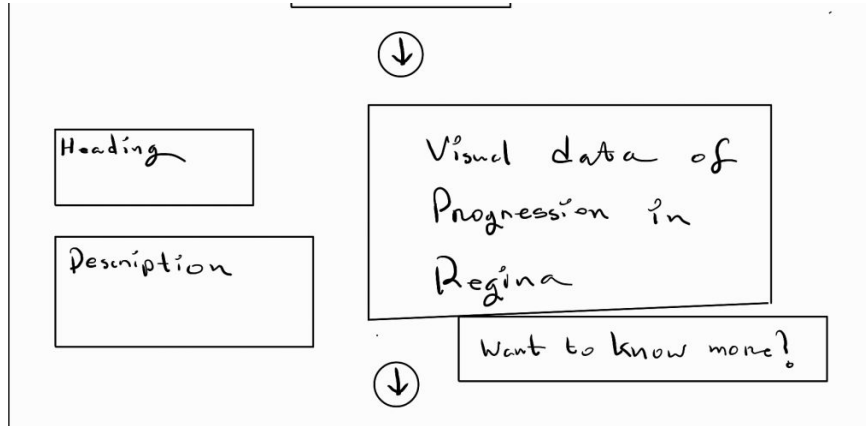 Heading
Description
Visual data of
Progression in
Regina
Want to know more?